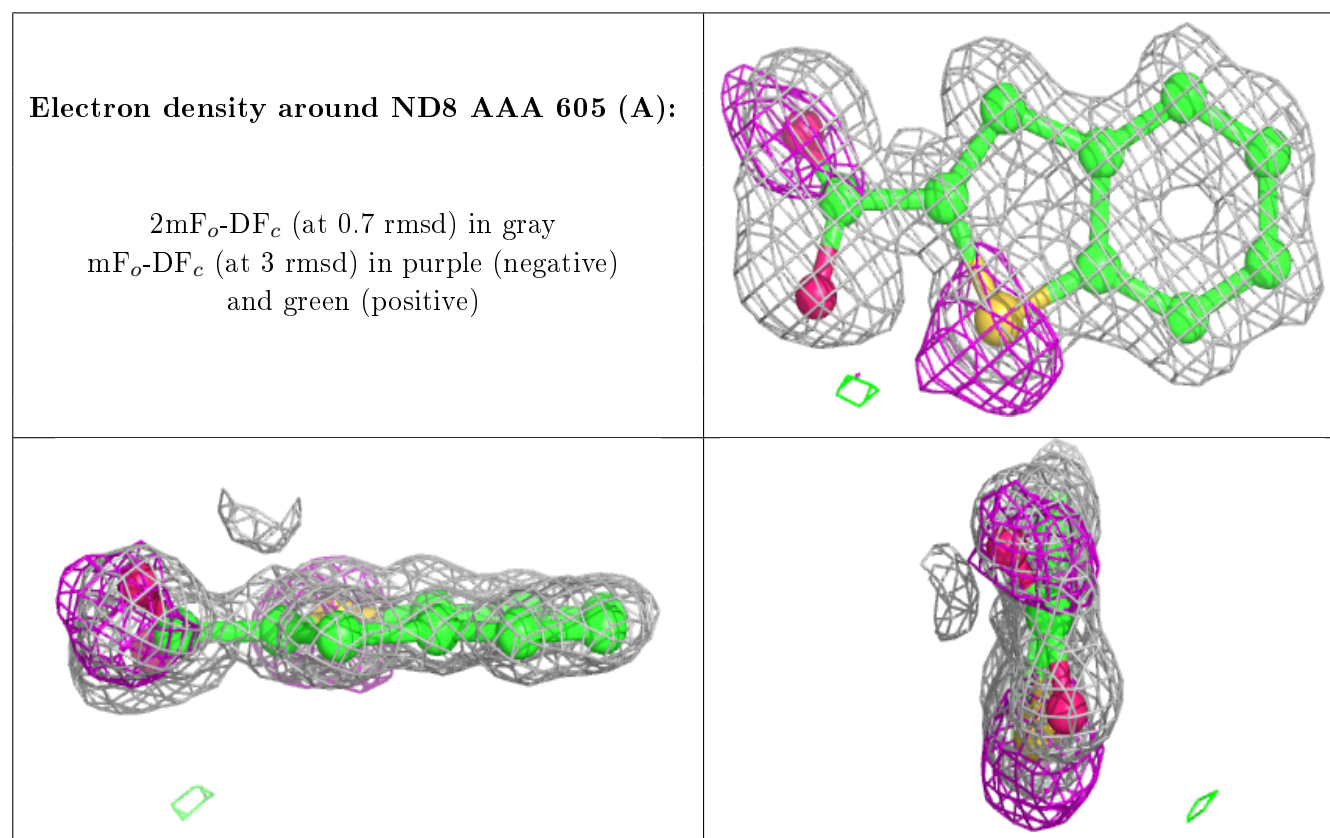 Electron density around ND8 AAA 605 (A):
2mFₒ-DF𝒸 (at 0.7 rmsd) in gray
mFₒ-DF𝒸 (at 3 rmsd) in purple (negative)
and green (positive)